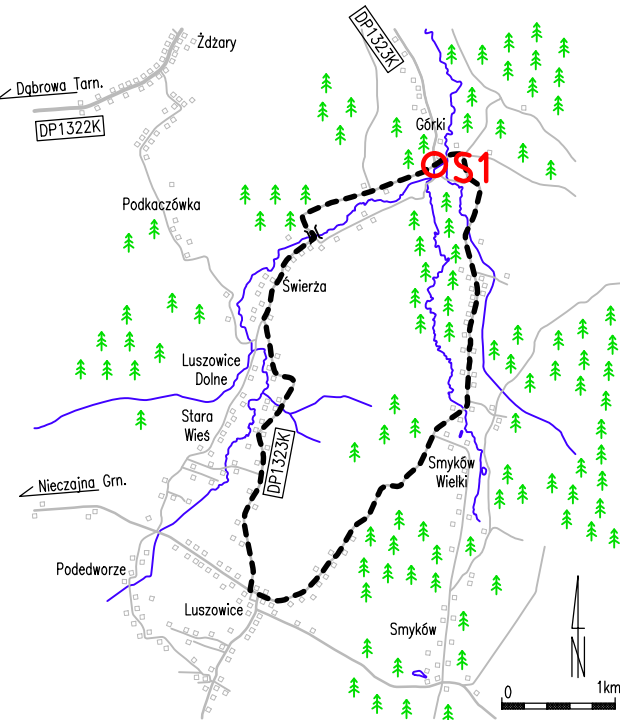 DP1323K
Żdżary
Dąbrowa Tarn.
DP1322K
Górki
S1
Podkaczówka
Świerża
Luszowice
Dolne
Stara
Wieś
DP1323K
Smyków
Wielki
Nieczajna Grn.
Podedworze
Luszowice
Smyków
N
0
1km